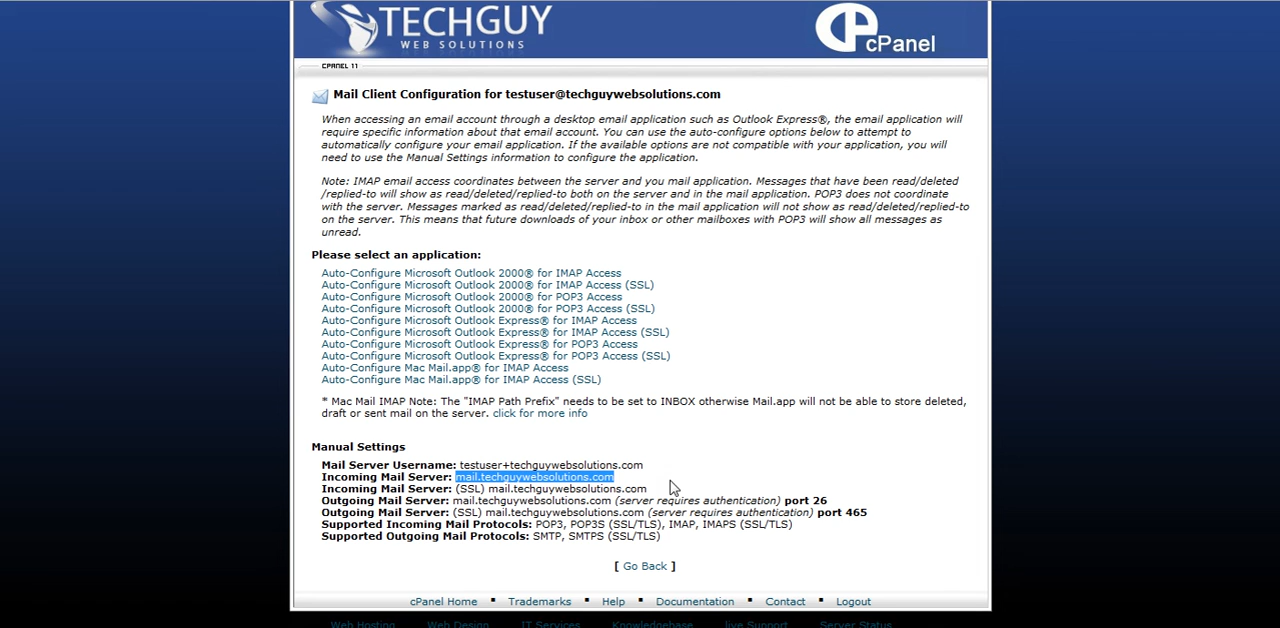 TECHGUY
WEB SOLUTIONS
cPanel
CPANEL 11
Mail Client Configuration for testuser@techguywebsolutions.com
When accessing an email account through a desktop email application such as Outlook Express®, the email application will
require specific information about that email account. You can use the auto-configure options below to attempt to
automatically configure your email application. If the available options are not compatible with your application, you will
need to use the Manual Settings information to configure the application.
Note: IMAP email access coordinates between the server and you mail application. Messages that have been read/deleted
/replied-to will show as read/deleted/replied-to both on the server and in the mail application. POP3 does not coordinate
with the server. Messages marked as read/deleted/replied-to in the mail application will not show as read/deleted/replied-to
on the server. This means that future downloads of your inbox or other mailboxes with POP3 will show all messages as
unread.
Please select an application:
Auto-Configure Microsoft Outlook 2000® for IMAP Access
Auto-Configure Microsoft Outlook 2000® for IMAP Access (SSL)
Auto-Configure Microsoft Outlook 2000® for POP3 Access
Auto-Configure Microsoft Outlook 2000® for POP3 Access (SSL)
Auto-Configure Microsoft Outlook Express® for IMAP Access
Auto-Configure Microsoft Outlook Express® for IMAP Access (SSL)
Auto-Configure Microsoft Outlook Express® for POP3 Access
Auto-Configure Microsoft Outlook Express® for POP3 Access (SSL)
Auto-Configure Mac Mail.app® for IMAP Access
Auto-Configure Mac Mail.app® for IMAP Access (SSL)
* Mac Mail IMAP Note: The "IMAP Path Prefix" needs to be set to INBOX otherwise Mail.app will not be able to store deleted,
draft or sent mail on the server. click for more info
Manual Settings
Mail Server Username: testuser+techguywebsolutions.com
Incoming Mail Server: mail.techguywebsolutions.com
Incoming Mail Server: (SSL) mail.techguywebsolutions.com
Outgoing Mail Server: mail.techguywebsolutions.com (server requires authentication) port 26
Outgoing Mail Server: (SSL) mail.techguywebsolutions.com (server requires authentication) port 465
Supported Incoming Mail Protocols: POP3, POP3S (SSL/TLS), IMAP, IMAPS (SSL/TLS)
Supported Outgoing Mail Protocols: SMTP, SMTPS (SSL/TLS)
[ Go Back ]
cPanel Home ▪ Trademarks ▪ Help ▪ Documentation ▪ Contact ▪ Logout
Web Hosting Web Design IT Services Knowledgebase live Support Server Status